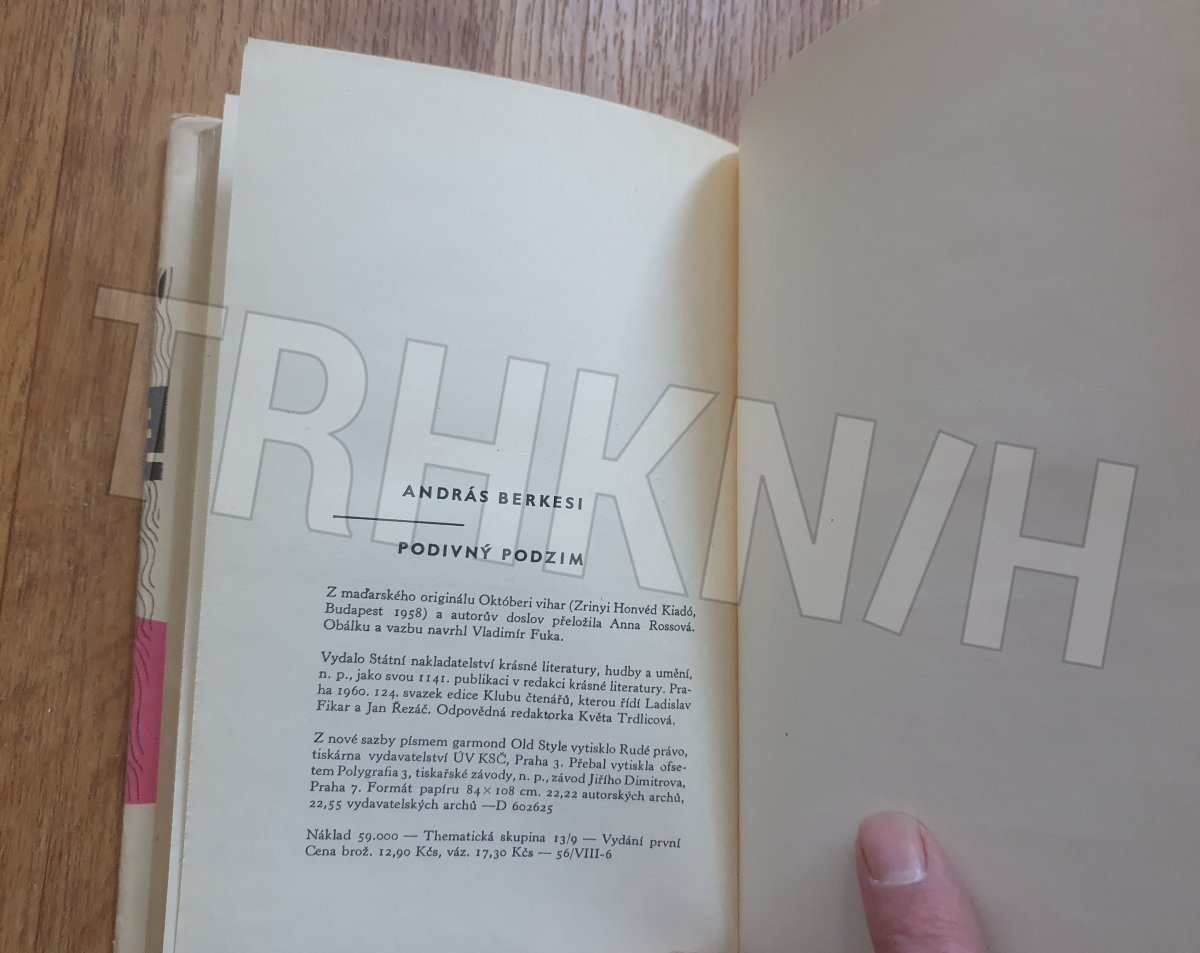 ANDRÁS BERKESI
PODIVNÝ PODZIM
Z maďarského originálu Októberi vihar (Zrinyi Honvéd Kiadó,
Budapest 1958) a autorův doslov přeložila Anna Rossová.
Obálku a vazbu navrhl Vladimír Fuka.
Vydalo Státní nakladatelství krásné literatury, hudby a umění,
n. p., jako svou 1141. publikaci v redakci krásné literatury. Pra-
ha 1960. 124. svazek edice Klubu čtenářů, kterou řídí Ladislav
Fikar a Jan Řezáč. Odpovědná redaktorka Květa Trdlicová.
Z nové sazby písmem garmond Old Style vytisklo Rudé právo,
tiskárna vydavatelství ÚV KSČ, Praha 3. Přebal vytiskla ofse-
tem Polygrafia 3, tiskařské závody, n. p., závod Jiřího Dimitrova,
Praha 7. Formát papíru 84×108 cm. 22,22 autorských archů,
22,55 vydavatelských archů —D 602625
Náklad 59.000 — Thematická skupina 13/9 — Vydání první
Cena brož. 12,90 Kčs, váz. 17,30 Kčs — 56/VIII-6
TRHKN/H